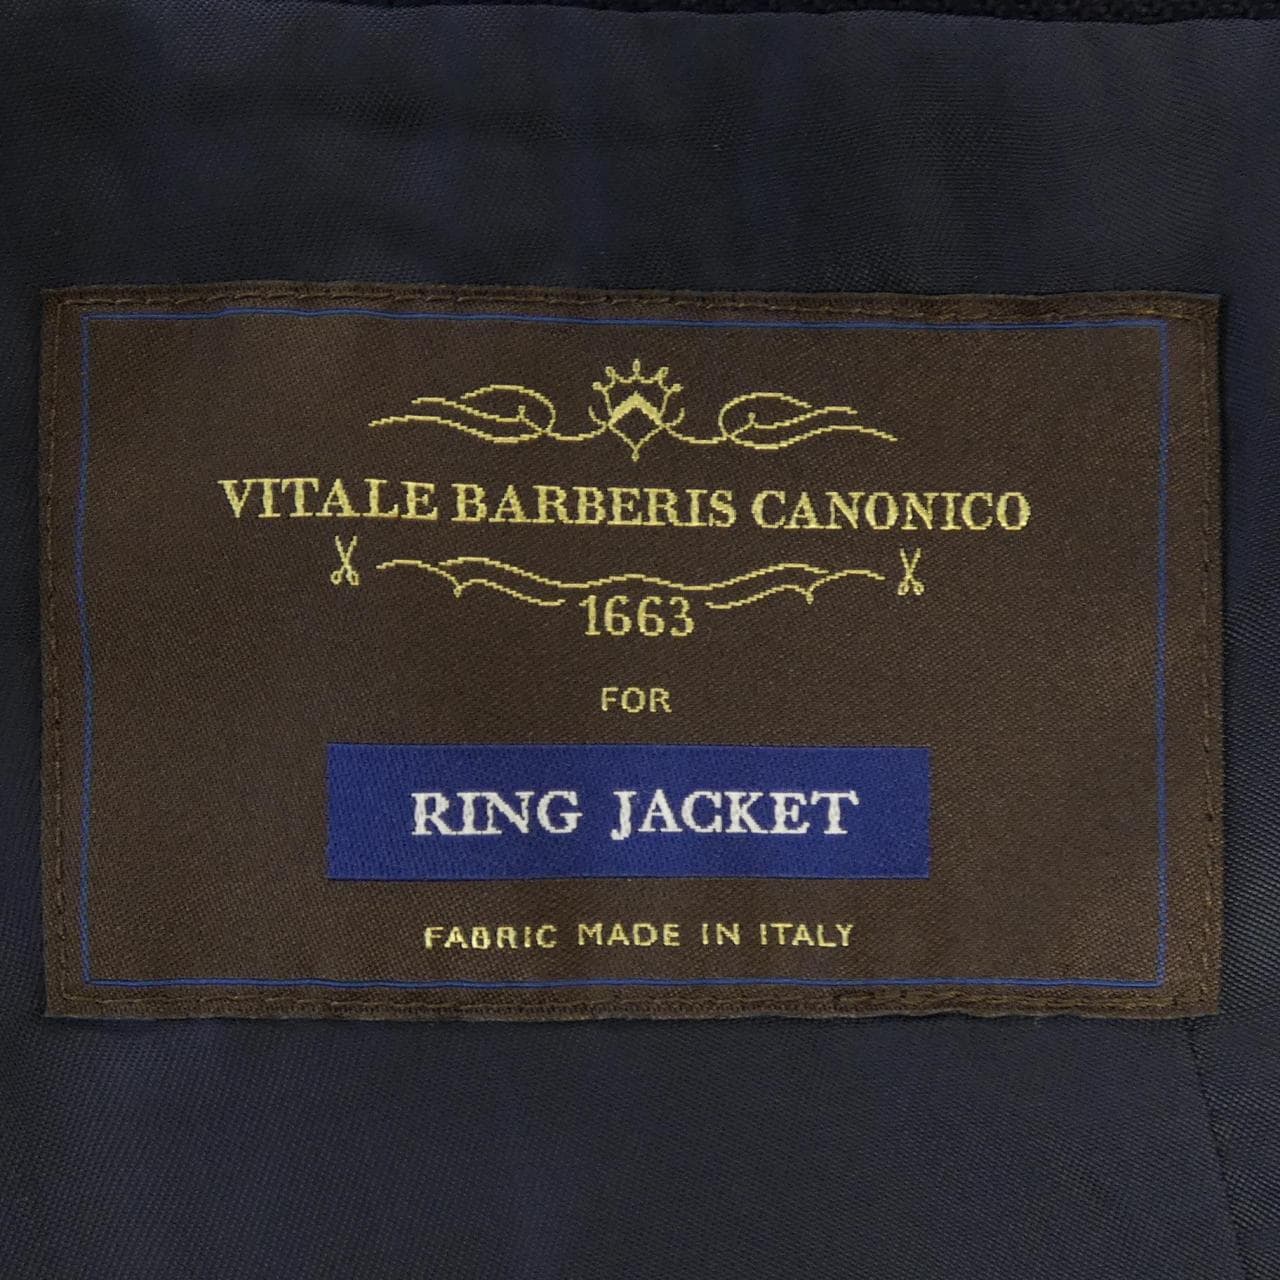 VITALE BARBERIS CANONICO
1663
FOR
RING JACKET
FABRIC MADE IN ITALY